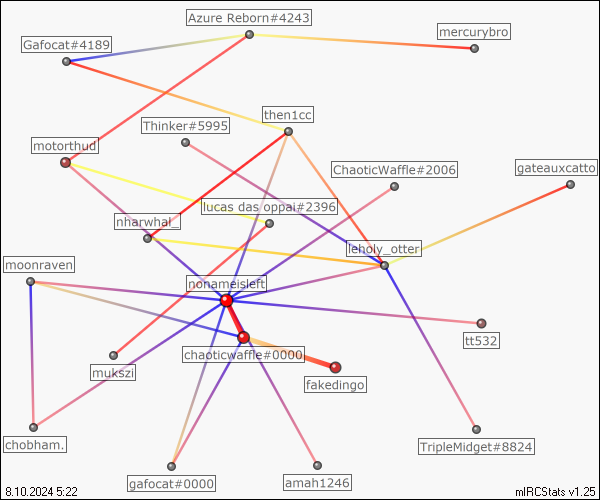 Azure Reborn#4243
mercurybro
Gafocat#4189
then1cc
Thinker#5995
motorthud
ChaoticWaffle#2006
gateauxcatto
lucas das oppai#2396
nharwhal_
leholy_otter
moonraven
nonameisleft
tt532
chaoticwaffle#0000
mukszi
fakedingo
chobham.
TripleMidget#8824
gafocat#0000
amah1246
8.10.2024 5:22
mIRCStats v1.25